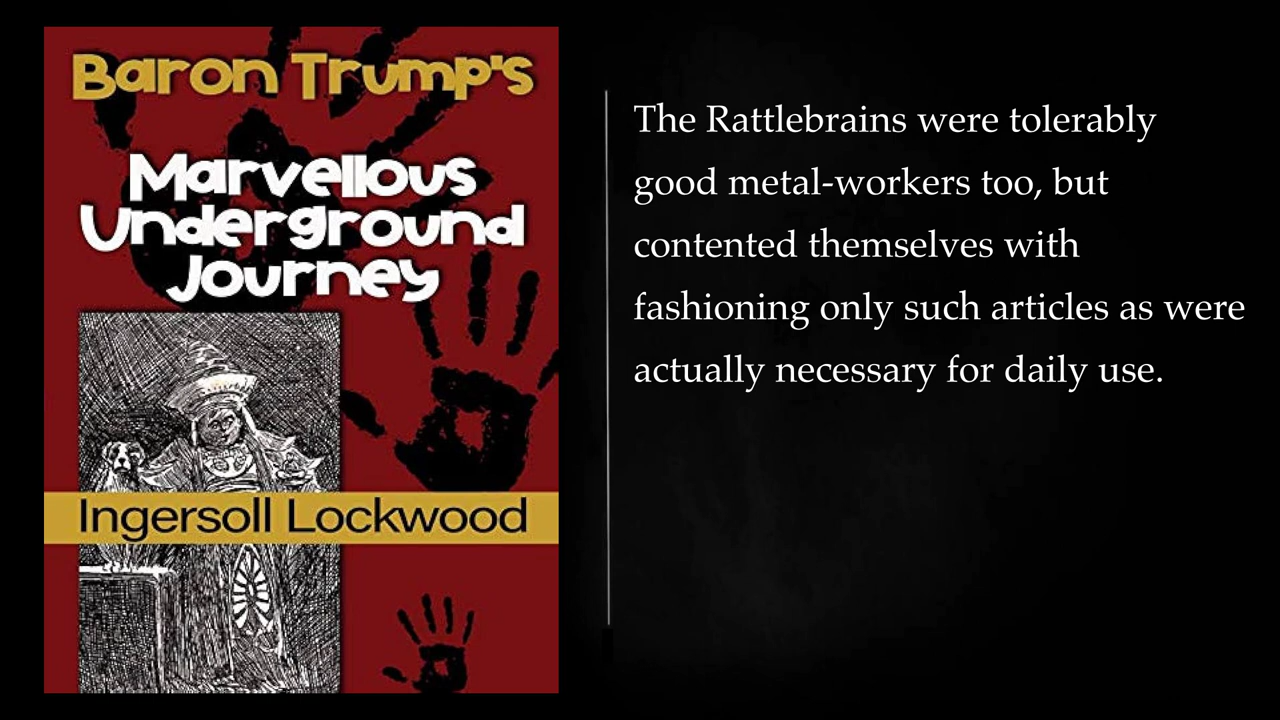 Baron Trump's
Marvellous
Underground
Journey
Ingersoll Lockwood
The Rattlebrains were tolerably
good metal-workers too, but
contented themselves with
fashioning only such articles as were
actually necessary for daily use.